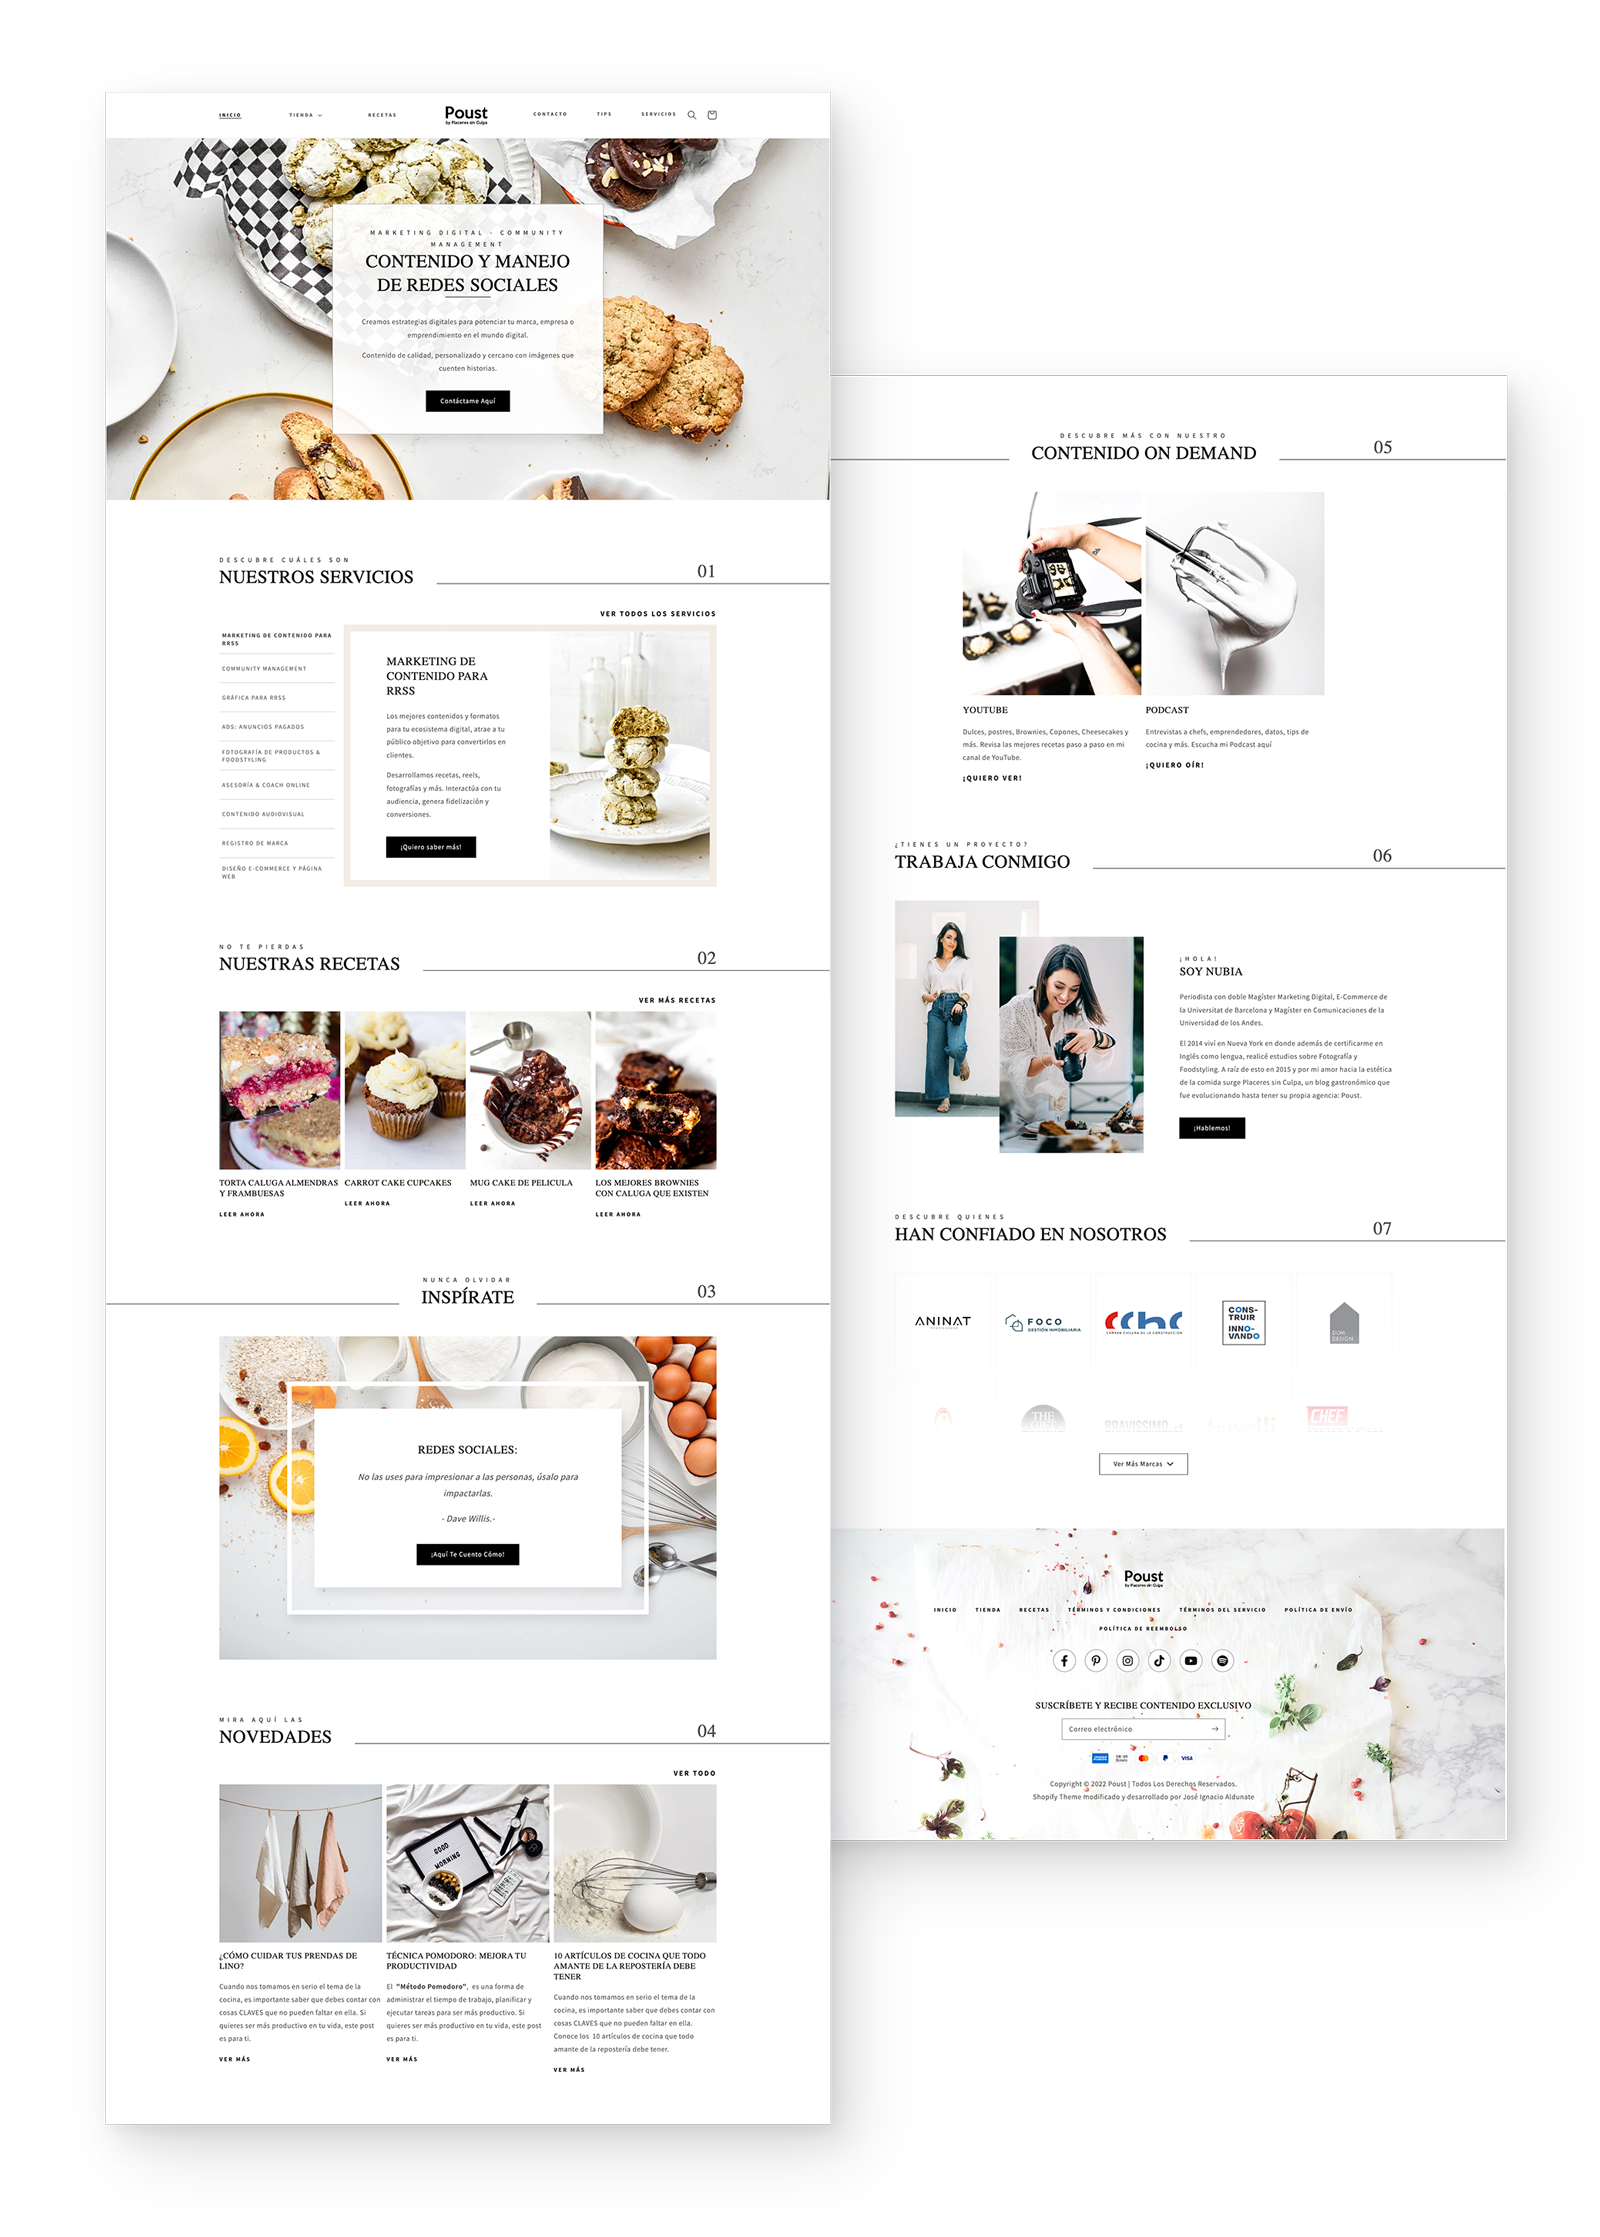 INICIO
TIENDA
RECETAS
Poust
by Placeres sin Culpa
CONTACTO
TIPS
SERVICIOS
MARKETING DIGITAL - COMMUNITY
MANAGEMENT
CONTENIDO Y MANEJO
DE REDES SOCIALES
Creamos estrategias digitales para potenciar tu marca, empresa o
emprendimiento en el mundo digital.
Contenido de calidad, personalizado y cercano con imágenes que
cuenten historias.
Contáctame Aquí
DESCUBRE CUÁLES SON
NUESTROS SERVICIOS
01
VER TODOS LOS SERVICIOS
MARKETING DE CONTENIDO PARA
RRSS
COMMUNITY MANAGEMENT
GRÁFICA PARA RRSS
ADS: ANUNCIOS PAGADOS
FOTOGRAFÍA DE PRODUCTOS &
FOODSTYLING
ASESORÍA & COACH ONLINE
CONTENIDO AUDIOVISUAL
REGISTRO DE MARCA
DISEÑO E-COMMERCE Y PÁGINA
WEB
MARKETING DE
CONTENIDO PARA
RRSS
Los mejores contenidos y formatos
para tu ecosistema digital, atrae a tu
público objetivo para convertirlos en
clientes.
Desarrollamos recetas, reels,
fotografías y más. Interactúa con tu
audiencia, genera fidelización y
conversiones.
¡Quiero saber más!
NO TE PIERDAS
NUESTRAS RECETAS
02
VER MÁS RECETAS
TORTA CALUGA ALMENDRAS
Y FRAMBUESAS
LEER AHORA
CARROT CAKE CUPCAKES
LEER AHORA
MUG CAKE DE PELICULA
LEER AHORA
LOS MEJORES BROWNIES
CON CALUGA QUE EXISTEN
LEER AHORA
NUNCA OLVIDAR
INSPÍRATE
03
REDES SOCIALES:
No las uses para impresionar a las personas, úsalo para
impactarlas.
- Dave Willis.-
¡Aquí Te Cuento Cómo!
MIRA AQUÍ LAS
NOVEDADES
04
VER TODO
GOOD
MORNING
¿CÓMO CUIDAR TUS PRENDAS DE
LINO?
Cuando nos tomamos en serio el tema de la
cocina, es importante saber que debes contar con
cosas CLAVES que no pueden faltar en ella. Si
quieres ser más productivo en tu vida, este post
es para ti.
VER MÁS
TÉCNICA POMODORO: MEJORA TU
PRODUCTIVIDAD
El "Método Pomodoro", es una forma de
administrar el tiempo de trabajo, planificar y
ejecutar tareas para ser más productivo. Si
quieres ser más productivo en tu vida, este post
es para ti.
VER MÁS
10 ARTÍCULOS DE COCINA QUE TODO
AMANTE DE LA REPOSTERÍA DEBE
TENER
Cuando nos tomamos en serio el tema de la
cocina, es importante saber que debes contar con
cosas CLAVES que no pueden faltar en ella.
Conoce los 10 artículos de cocina que todo
amante de la repostería debe tener.
VER MÁS
DESCUBRE MÁS CON NUESTRO
CONTENIDO ON DEMAND
05
YOUTUBE
Dulces, postres, Brownies, Copones, Cheesecakes y
más. Revisa las mejores recetas paso a paso en mi
canal de YouTube.
¡QUIERO VER!
PODCAST
Entrevistas a chefs, emprendedores, datos, tips de
cocina y más. Escucha mi Podcast aquí
¡QUIERO OÍR!
¿TIENES UN PROYECTO?
TRABAJA CONMIGO
06
¡HOLA!
SOY NUBIA
Periodista con doble Magíster Marketing Digital, E-Commerce de
la Universitat de Barcelona y Magíster en Comunicaciones de la
Universidad de los Andes.
El 2014 viví en Nueva York en donde además de certificarme en
Inglés como lengua, realicé estudios sobre Fotografía y
Foodstyling. A raíz de esto en 2015 y por mi amor hacia la estética
de la comida surge Placeres sin Culpa, un blog gastronómico que
fue evolucionando hasta tener su propia agencia: Poust.
¡Hablemos!
DESCUBRE QUIENES
HAN CONFIADO EN NOSOTROS
07
ANINAT
FOCO
GESTIÓN INMOBILIARIA
cchc
CAMARA CHILENA DE LA CONSTRUCCION
CONS-
TRUIR
INNO-
VANDO
DOM
DESIGN
THE
BRAVISSIMO
CHEF
Ver Más Marcas
Poust
by Placeres sin Culpa
INICIO
TIENDA
RECETAS
TÉRMINOS Y CONDICIONES
TÉRMINOS DEL SERVICIO
POLÍTICA DE ENVÍO
POLÍTICA DE REEMBOLSO
SUSCRÍBETE Y RECIBE CONTENIDO EXCLUSIVO
Correo electrónico
VISA
Copyright © 2022 Poust | Todos Los Derechos Reservados.
Shopify Theme modificado y desarrollado por José Ignacio Aldunate